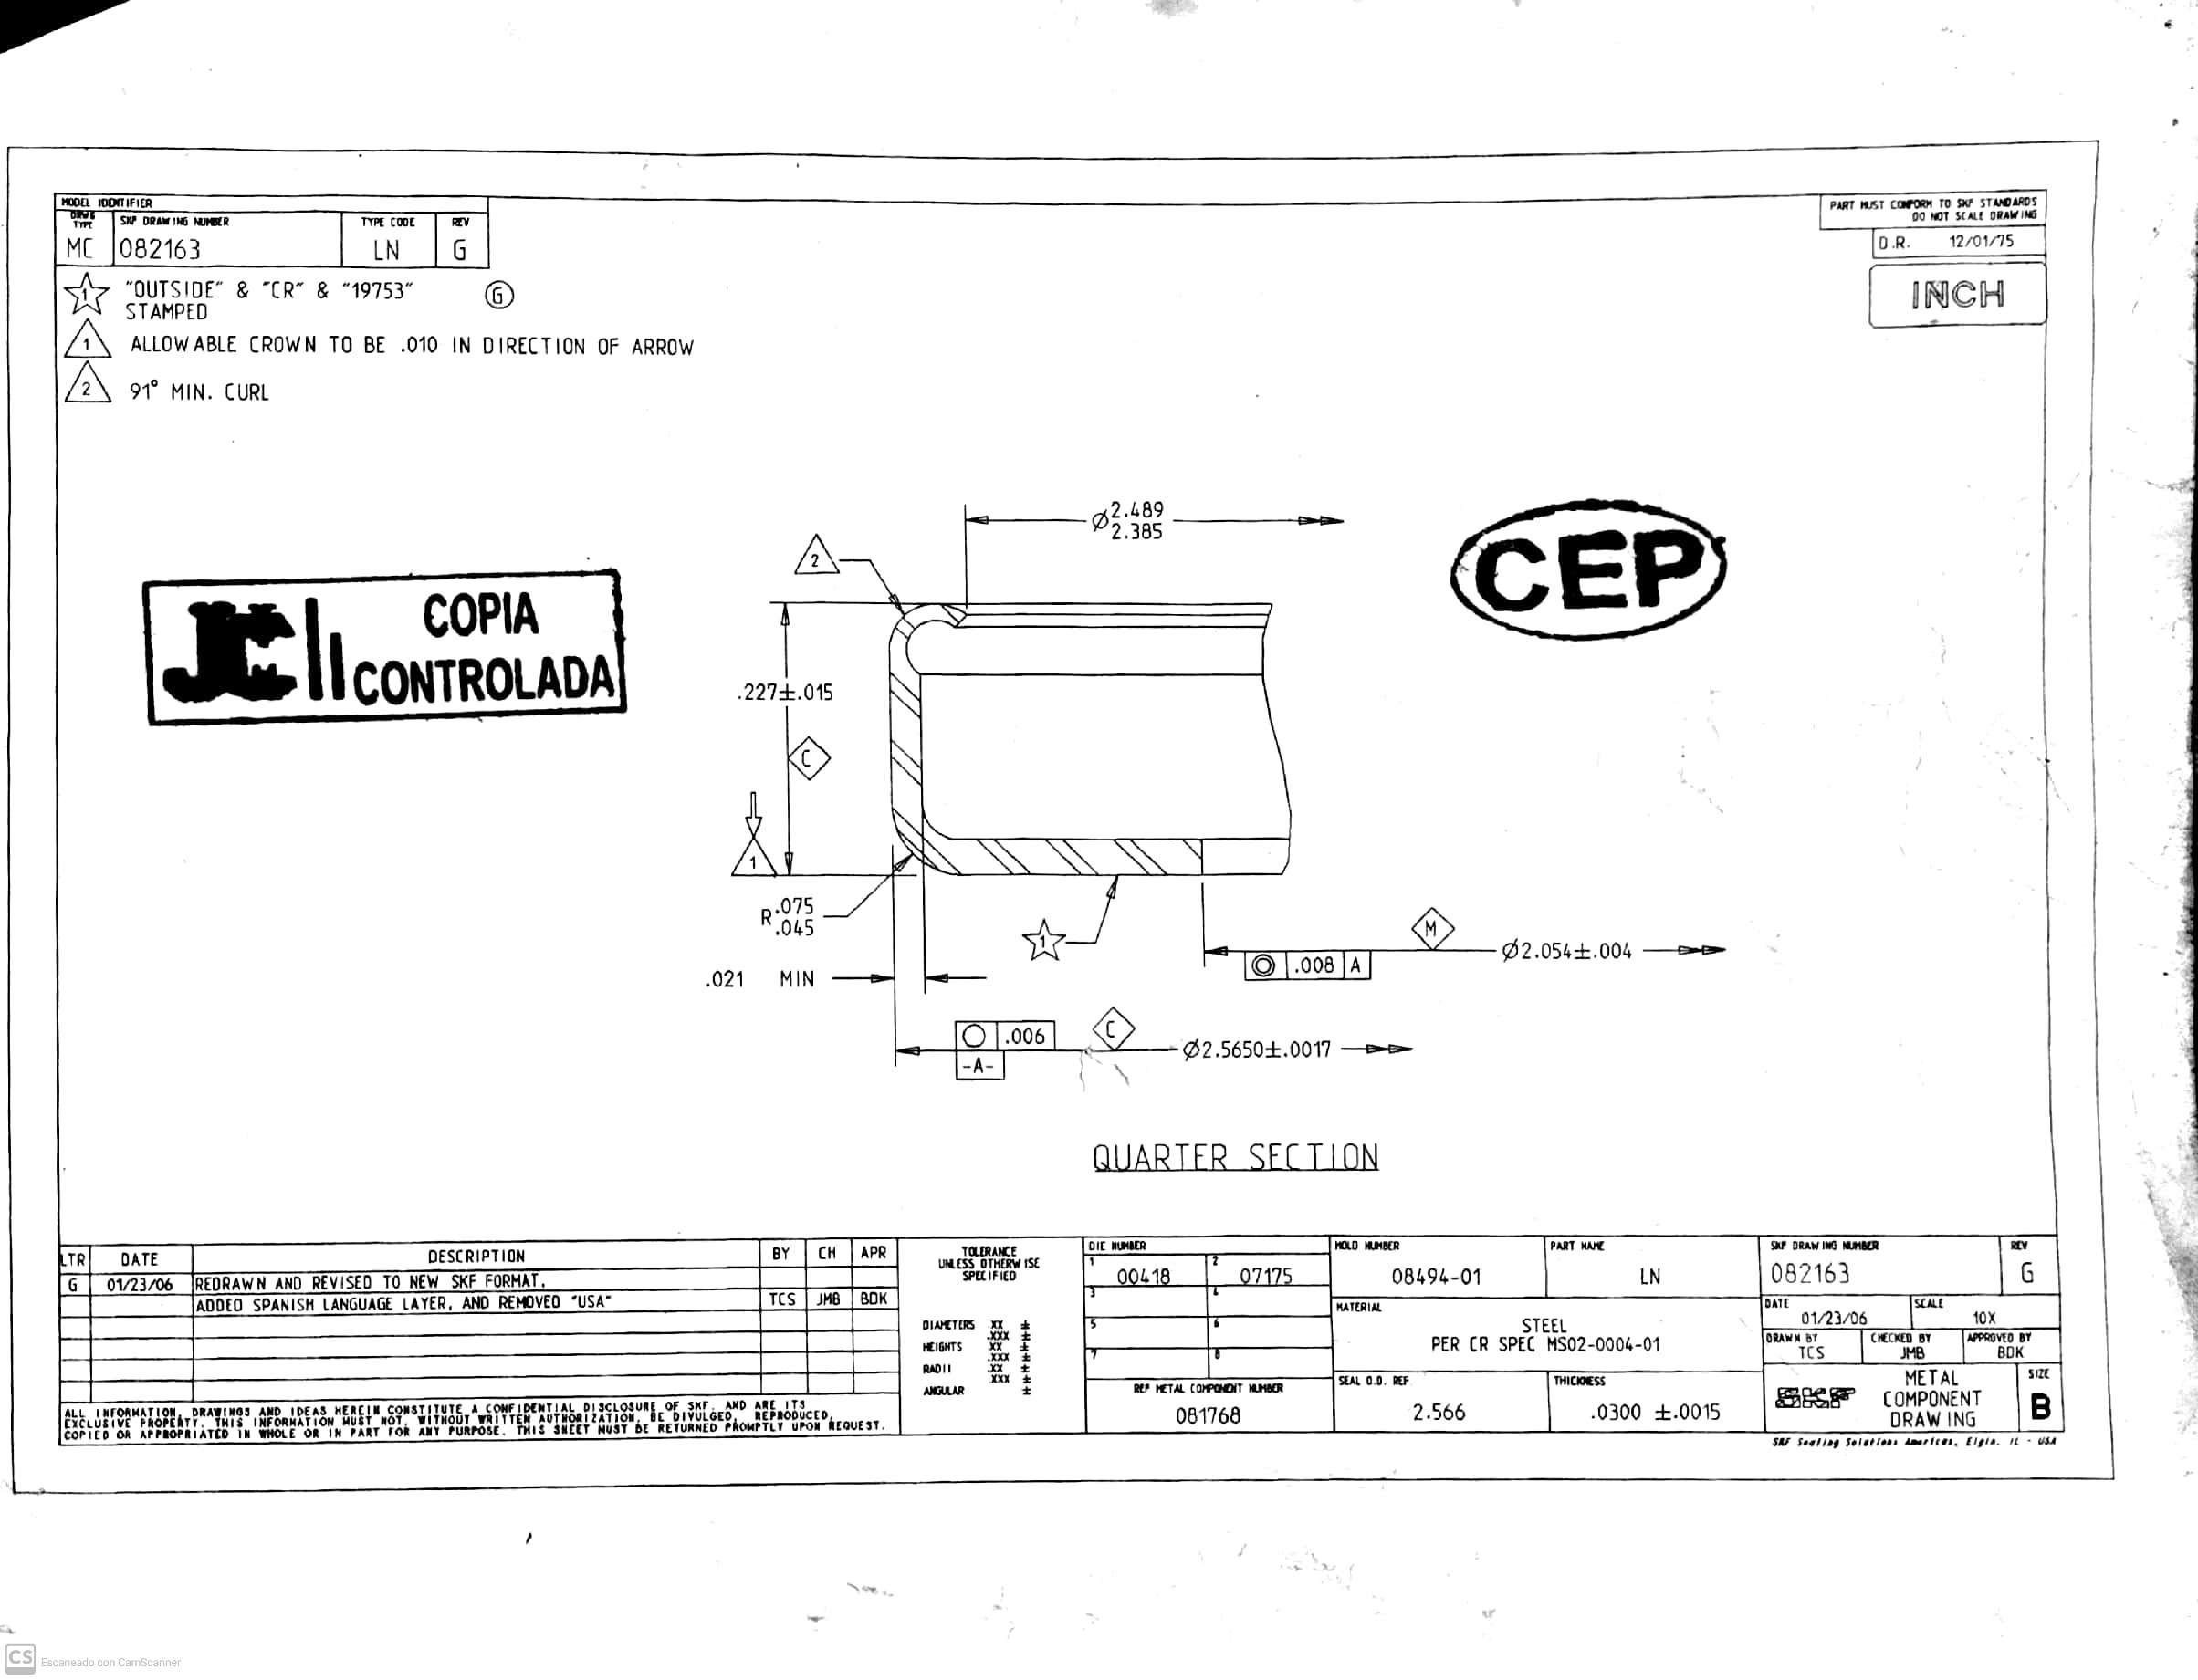 MODEL IDENTIFIER
DRWG TYPE
SKF DRAWING NUMBER
TYPE CODE
REV
MC 082163 LN G
1 "OUTSIDE" & "CR" & "19753" G
STAMPED
1 ALLOWABLE CROWN TO BE .010 IN DIRECTION OF ARROW
2 91° MIN. CURL
PART MUST CONFORM TO SKF STANDARDS
DO NOT SCALE DRAWING
D.R. 12/01/75
INCH
COPIA
CONTROLADA
CEP
Ø2.489
2.385
2
.227±.015
C
1
R.075
.045
1
.021 MIN
M
Ø2.054±.004
.008 A
.006
-A-
C
Ø2.5650±.0017
QUARTER SECTION
LTR DATE DESCRIPTION BY CH APR
G 01/23/06 REDRAWN AND REVISED TO NEW SKF FORMAT.
ADDED SPANISH LANGUAGE LAYER, AND REMOVED "USA" TCS JMB BDK
ALL INFORMATION, DRAWINGS AND IDEAS HEREIN CONSTITUTE A CONFIDENTIAL DISCLOSURE OF SKF. AND ARE ITS
EXCLUSIVE PROPERTY. THIS INFORMATION MUST NOT, WITHOUT WRITTEN AUTHORIZATION, BE DIVULGED, REPRODUCED,
COPIED OR APPROPRIATED IN WHOLE OR IN PART FOR ANY PURPOSE. THIS SHEET MUST BE RETURNED PROMPTLY UPON REQUEST.
TOLERANCE
UNLESS OTHERWISE
SPECIFIED
DIAMETERS .XX ±
.XXX ±
HEIGHTS .XX ±
.XXX ±
RADII .XX ±
.XXX ±
ANGULAR ±
DIE NUMBER
1 00418 2 07175
3 4
5 6
7 8
REF METAL COMPONENT NUMBER
081768
MOLD NUMBER
08494-01
PART NAME
LN
MATERIAL
STEEL
PER CR SPEC MS02-0004-01
SEAL O.D. REF
2.566
THICKNESS
.0300 ±.0015
SKF DRAWING NUMBER
082163
REV
G
DATE
01/23/06
SCALE
10X
DRAWN BY
TCS
CHECKED BY
JMB
APPROVED BY
BDK
SKF
METAL
COMPONENT
DRAWING
SIZE
B
SKF Sealing Solutions Americas, Elgin, IL - USA
CS Escaneado con CamScanner